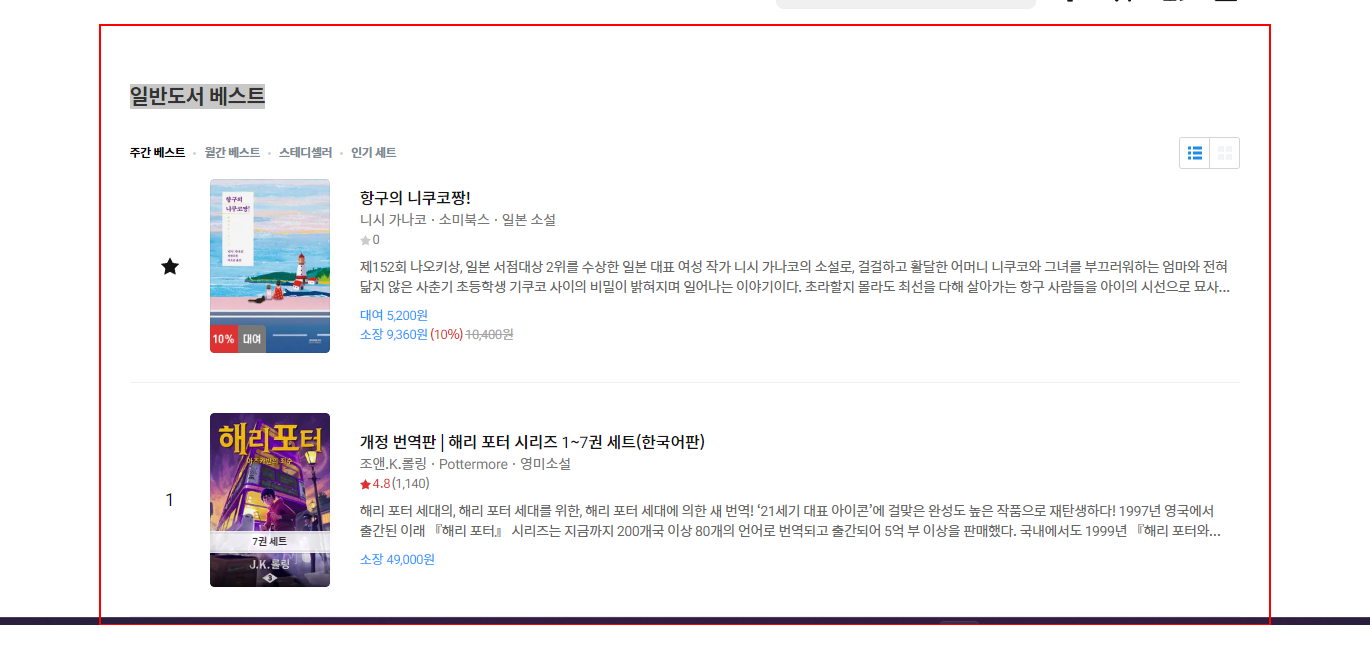 일반도서 베스트
주간 베스트 • 월간 베스트 • 스테디셀러 • 인기 세트
항구의
니쿠코짱!
10% 대여
항구의 니쿠코짱!
니시 가나코 · 소미북스 · 일본 소설
0
제152회 나오키상, 일본 서점대상 2위를 수상한 일본 대표 여성 작가 니시 가나코의 소설로, 걸걸하고 활달한 어머니 니쿠코와 그녀를 부끄러워하는 엄마와 전혀
닮지 않은 사춘기 초등학생 기쿠코 사이의 비밀이 밝혀지며 일어나는 이야기이다. 초라할지 몰라도 최선을 다해 살아가는 항구 사람들을 아이의 시선으로 묘사...
대여 5,200원
소장 9,360원 (10%) 10,400원
1
해리포터
아즈카반의 죄수
7권 세트
J.K.롤링
3
개정 번역판 | 해리 포터 시리즈 1~7권 세트(한국어판)
조앤.K.롤링 · Pottermore · 영미소설
4.8(1,140)
해리 포터 세대의, 해리 포터 세대를 위한, 해리 포터 세대에 의한 새 번역! ‘21세기 대표 아이콘’에 걸맞은 완성도 높은 작품으로 재탄생하다! 1997년 영국에서
출간된 이래 『해리 포터』 시리즈는 지금까지 200개국 이상 80개의 언어로 번역되고 출간되어 5억 부 이상을 판매했다. 국내에서도 1999년 『해리 포터와...
소장 49,000원